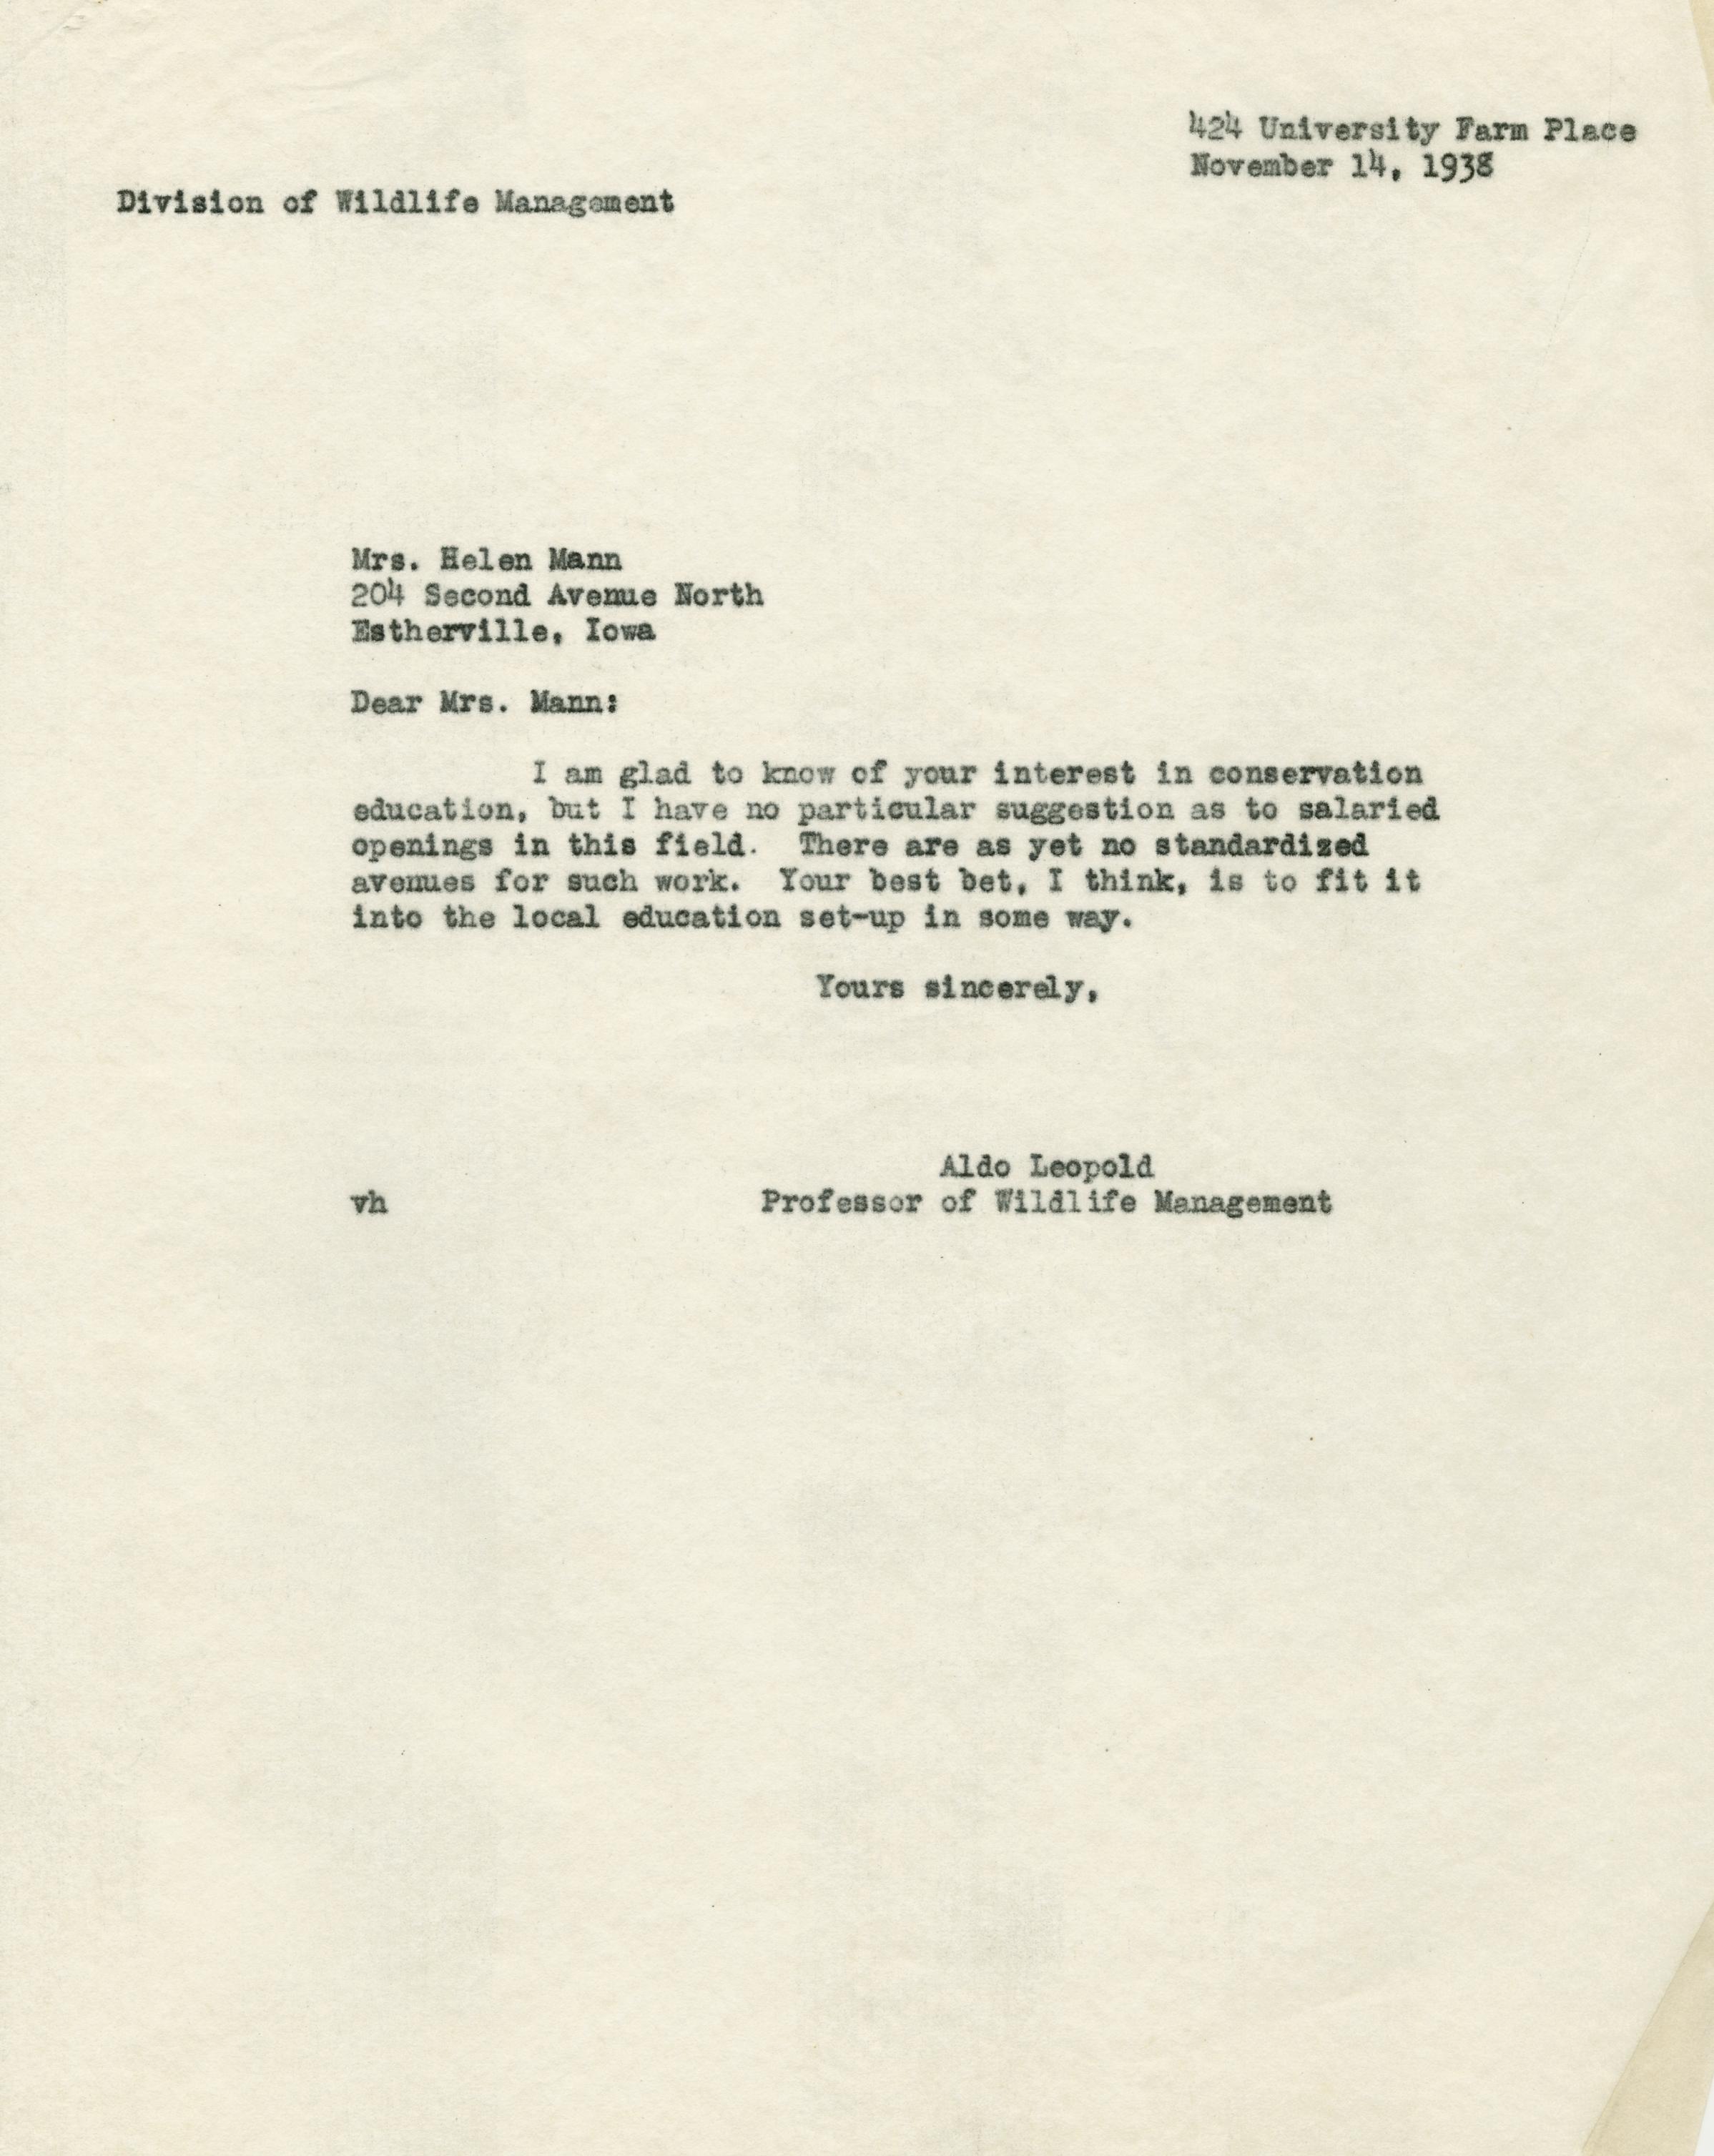 424 University Farm Place
November 14, 1938
Division of Wildlife Management
Mrs. Helen Mann
204 Second Avenue North
Estherville, Iowa
Dear Mrs. Mann:
I am glad to know of your interest in conservation
education, but I have no particular suggestion as to salaried
openings in this field. There are as yet no standardized
avenues for such work. Your best bet, I think, is to fit it
into the local education set-up in some way.
Yours sincerely,
Aldo Leopold
vh Professor of Wildlife Management